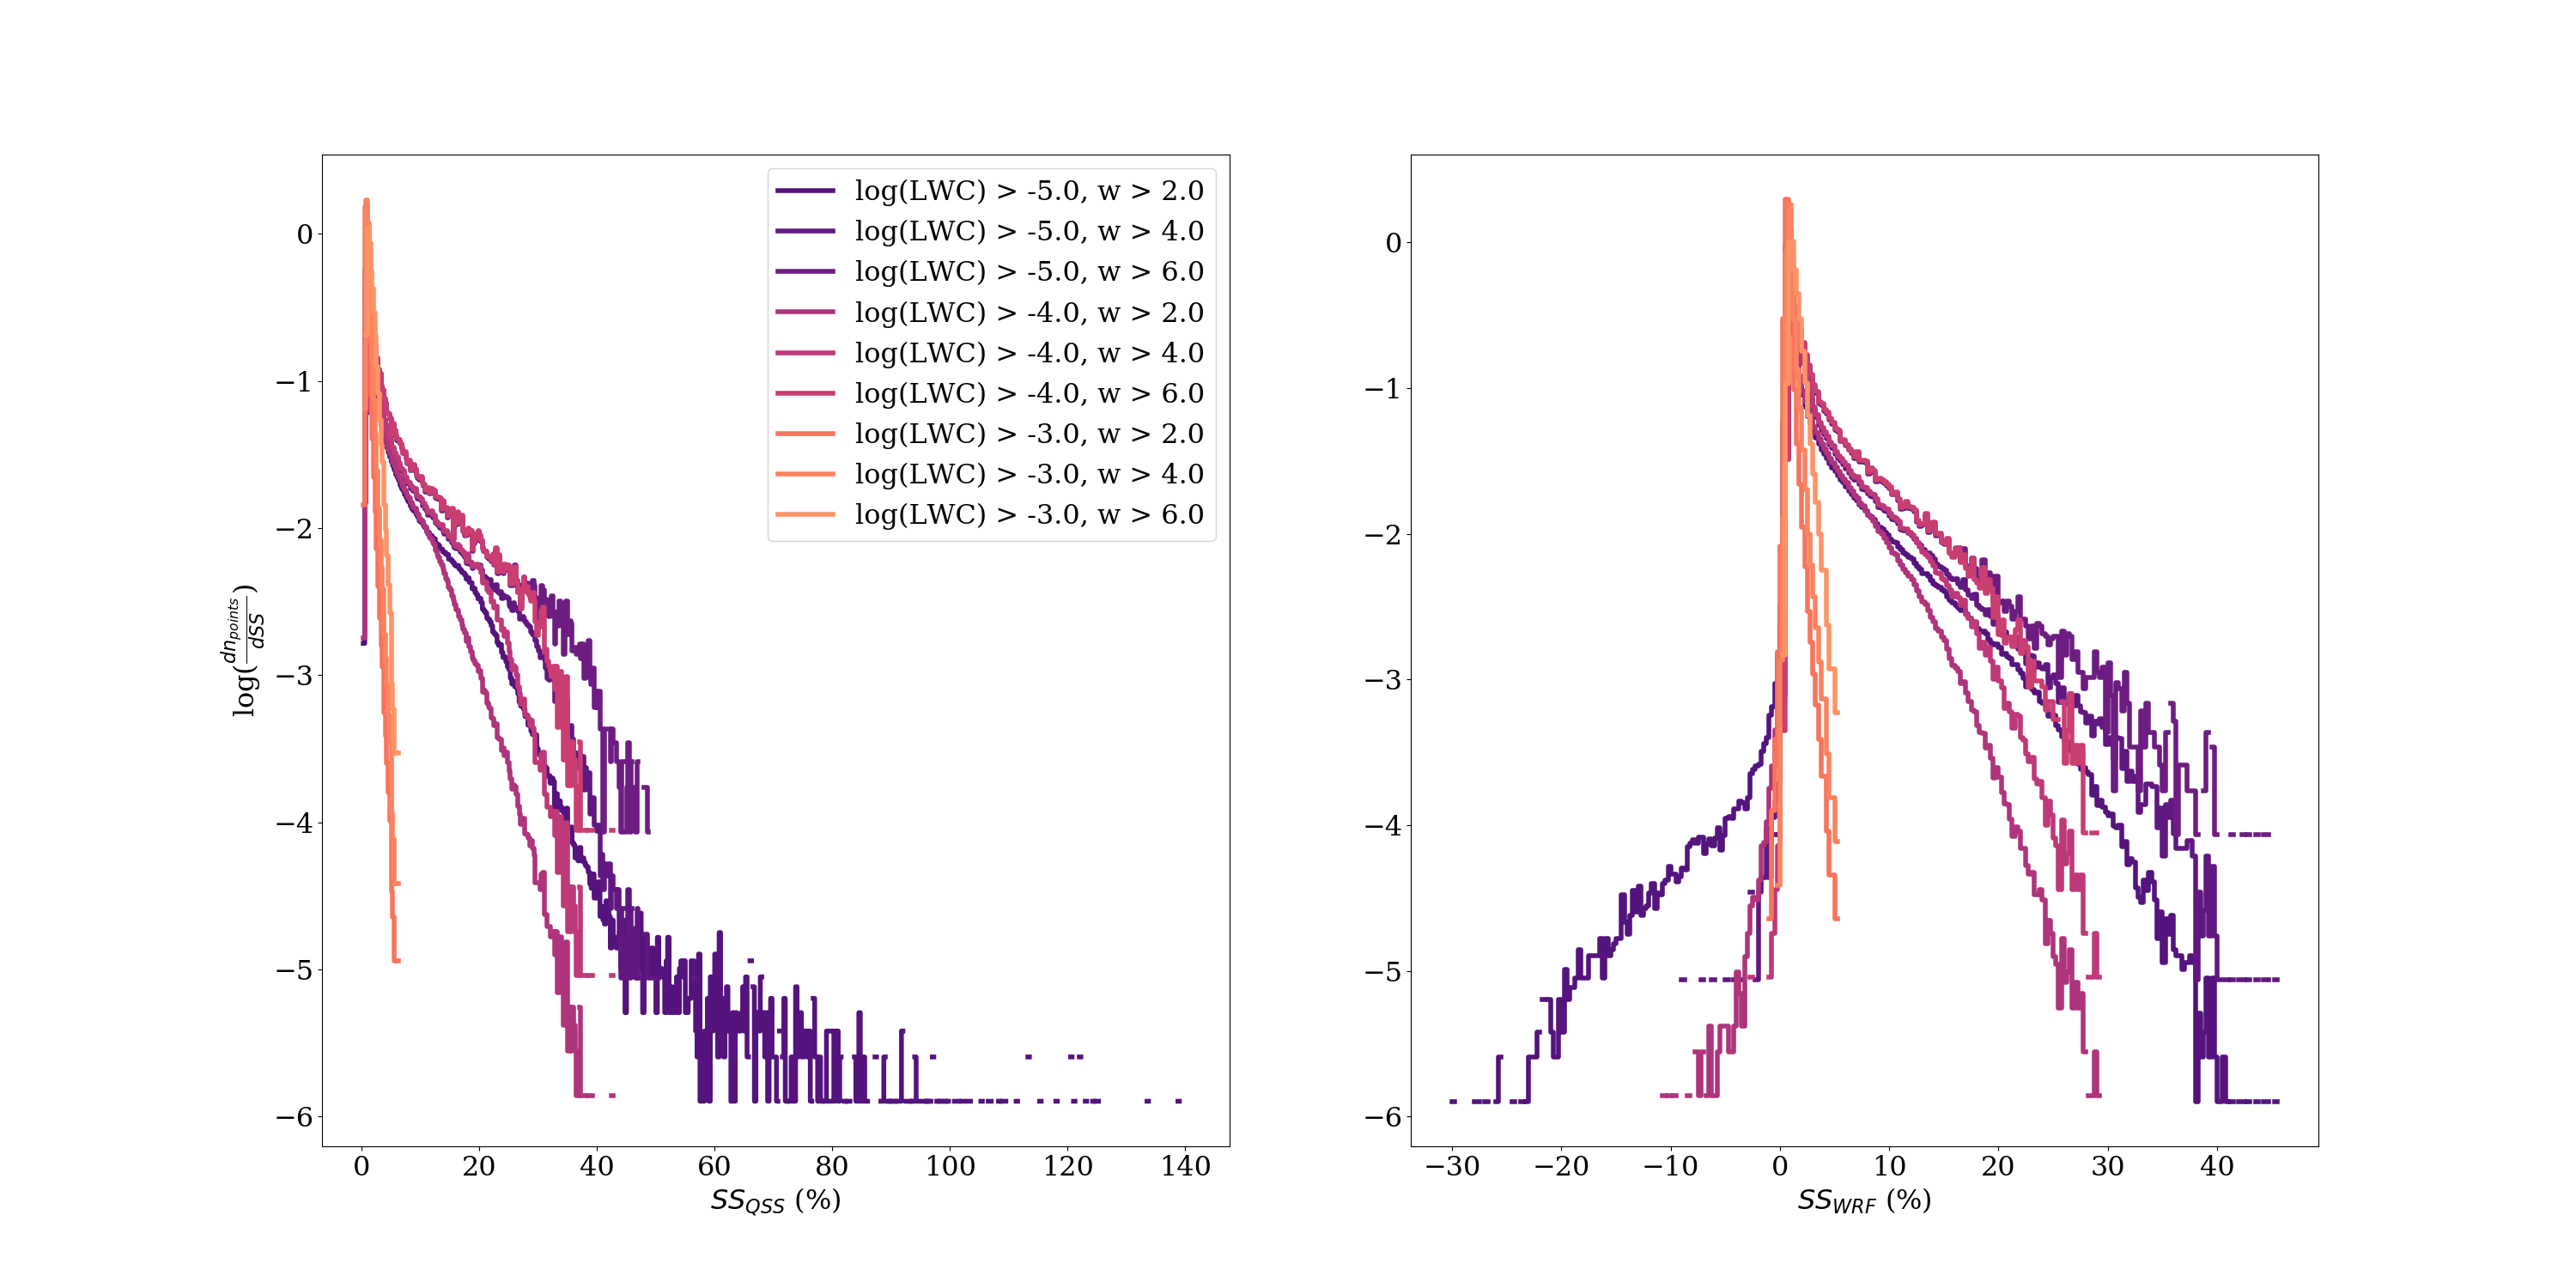 log(dn_points/dSS)
0
−1
−2
−3
−4
−5
−6
log(LWC) > -5.0, w > 2.0
log(LWC) > -5.0, w > 4.0
log(LWC) > -5.0, w > 6.0
log(LWC) > -4.0, w > 2.0
log(LWC) > -4.0, w > 4.0
log(LWC) > -4.0, w > 6.0
log(LWC) > -3.0, w > 2.0
log(LWC) > -3.0, w > 4.0
log(LWC) > -3.0, w > 6.0
0 20 40 60 80 100 120 140
SS_QSS (%)
0
−1
−2
−3
−4
−5
−6
−30 −20 −10 0 10 20 30 40
SS_WRF (%)